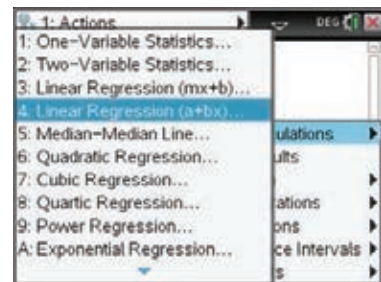 1: Actions DEG
1: One-Variable Statistics...
2: Two-Variable Statistics...
3: Linear Regression (mx+b)...
4: Linear Regression (a+bx)...
5: Median-Median Line... ulations
6: Quadratic Regression... ults
7: Cubic Regression...
8: Quartic Regression... ations
9: Power Regression... ons
A: Exponential Regression... ce Intervals
s